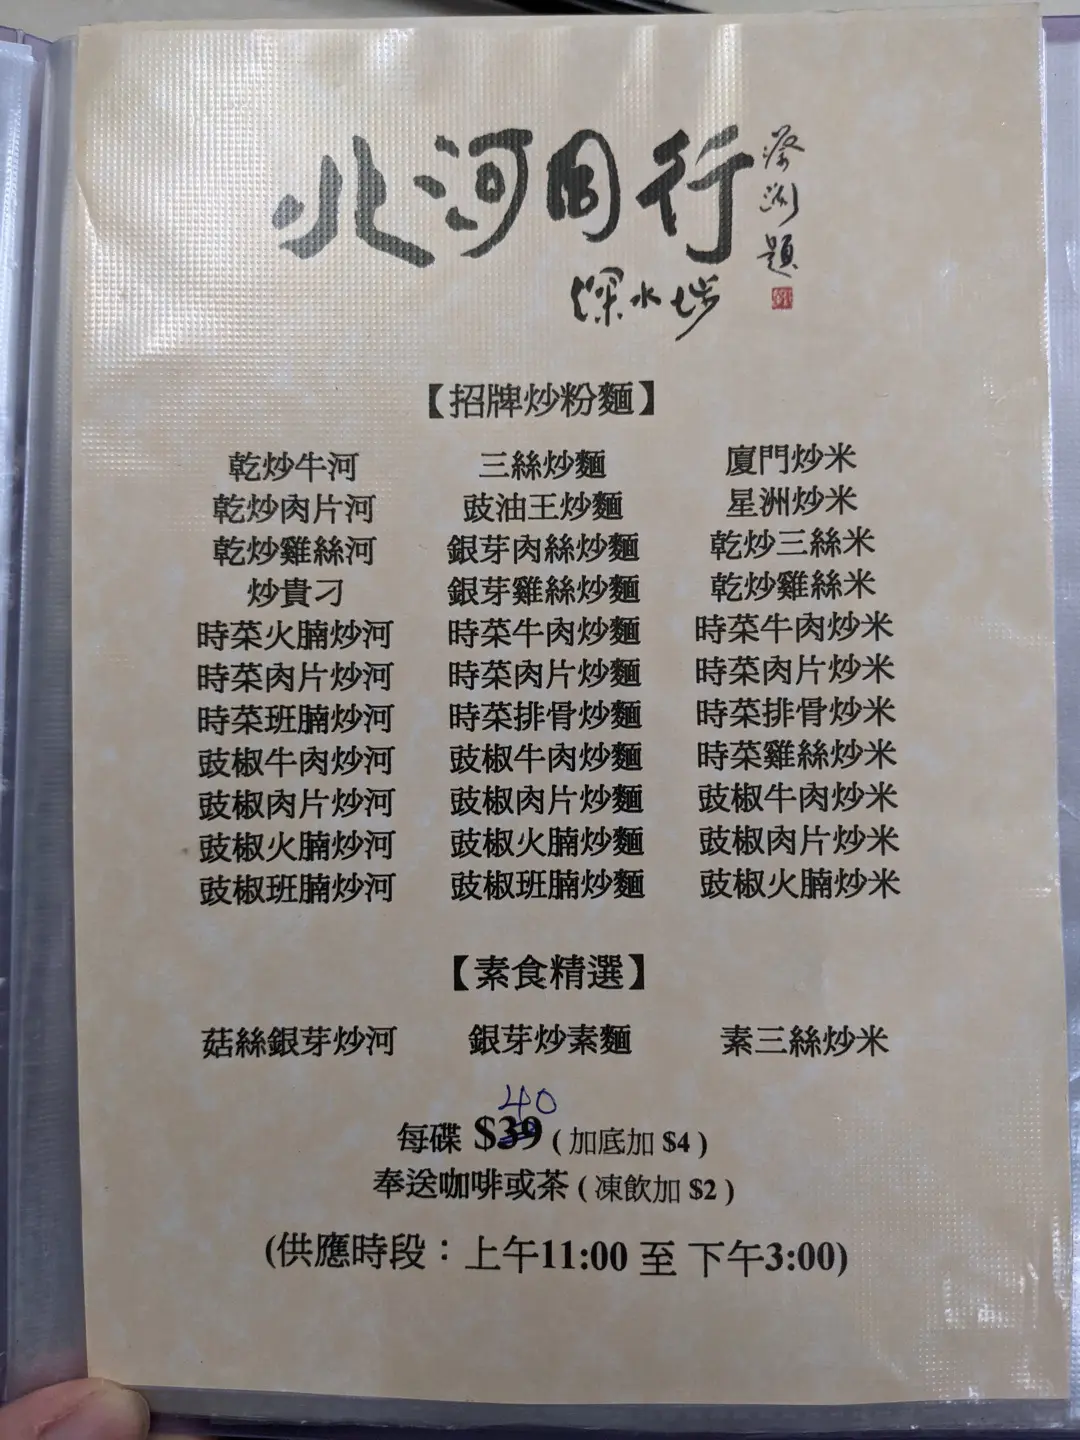 北河同行
深水埗
【招牌炒粉麵】
乾炒牛河 三絲炒麵 廈門炒米
乾炒肉片河 豉油王炒麵 星洲炒米
乾炒雞絲河 銀芽肉絲炒麵 乾炒三絲米
炒貴刁 銀芽雞絲炒麵 乾炒雞絲米
時菜火腩炒河 時菜牛肉炒麵 時菜牛肉炒米
時菜肉片炒河 時菜肉片炒麵 時菜肉片炒米
時菜班腩炒河 時菜排骨炒麵 時菜排骨炒米
豉椒牛肉炒河 豉椒牛肉炒麵 時菜雞絲炒米
豉椒肉片炒河 豉椒肉片炒麵 豉椒牛肉炒米
豉椒火腩炒河 豉椒火腩炒麵 豉椒肉片炒米
豉椒班腩炒河 豉椒班腩炒麵 豉椒火腩炒米
【素食精選】
菇絲銀芽炒河 銀芽炒素麵 素三絲炒米
40
每碟 $39 ( 加底加 $4 )
奉送咖啡或茶 ( 凍飲加 $2 )
(供應時段：上午11:00 至 下午3:00)